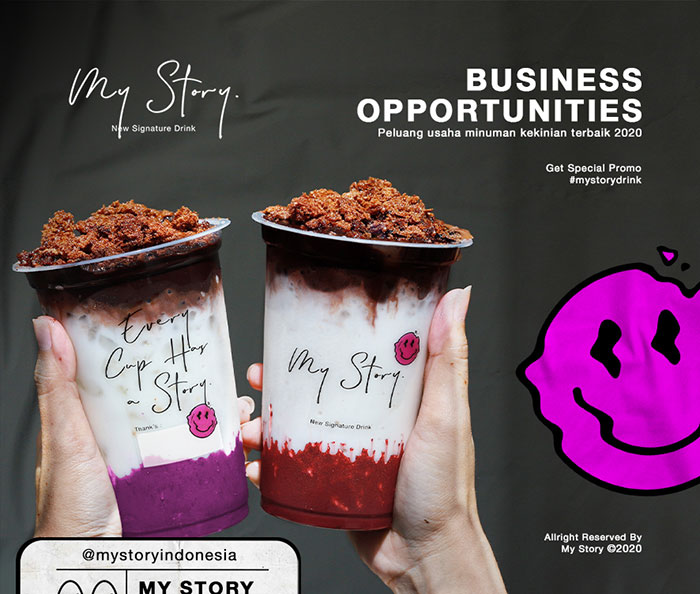 My Story.
New Signature Drink
BUSINESS
OPPORTUNITIES
Peluang usaha minuman kekinian terbaik 2020
Get Special Promo
#mystorydrink
Every
Cup Has
a Story.
Thank's
My Story.
New Signature Drink
Allright Reserved By
My Story ©2020
@mystoryindonesia
MY STORY